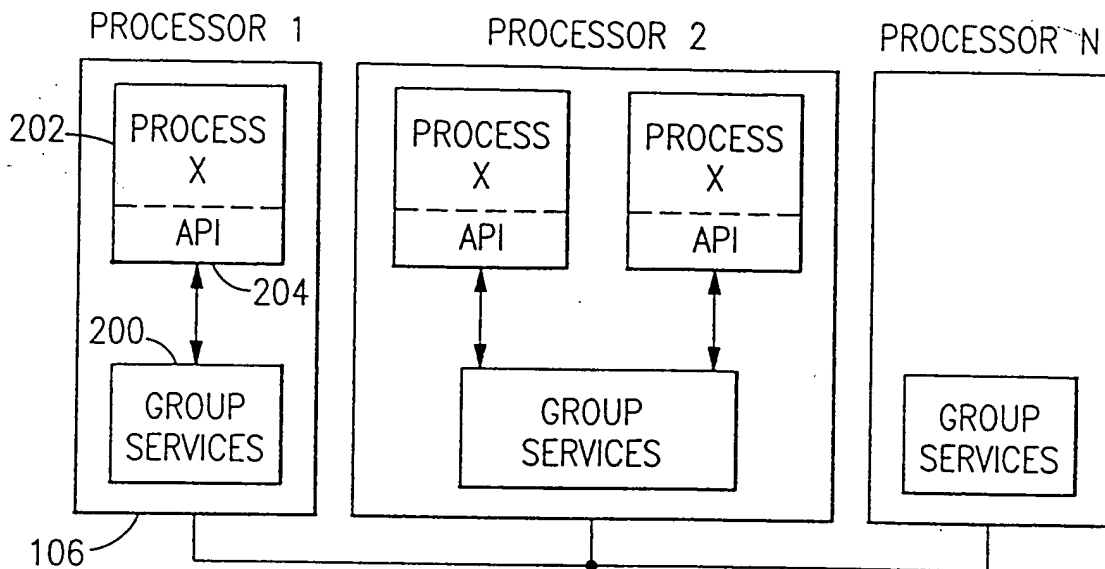 PROCESSOR 1
PROCESSOR 2
PROCESSOR N
202
PROCESS
X
API
204
200
GROUP
SERVICES
106
PROCESS
X
API
PROCESS
X
API
GROUP
SERVICES
GROUP
SERVICES